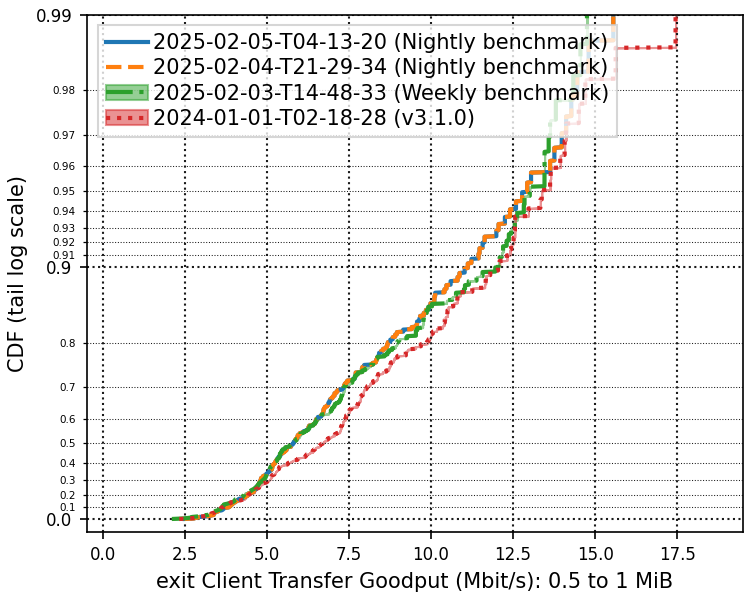 0.99
2025-02-05-T04-13-20 (Nightly benchmark)
2025-02-04-T21-29-34 (Nightly benchmark)
2025-02-03-T14-48-33 (Weekly benchmark)
2024-01-01-T02-18-28 (v3.1.0)
0.98
0.97
0.96
0.95
0.94
0.93
0.92
0.91
0.9
0.8
0.7
0.6
0.5
0.4
0.3
0.2
0.1
0.0
CDF (tail log scale)
0.0 2.5 5.0 7.5 10.0 12.5 15.0 17.5
exit Client Transfer Goodput (Mbit/s): 0.5 to 1 MiB